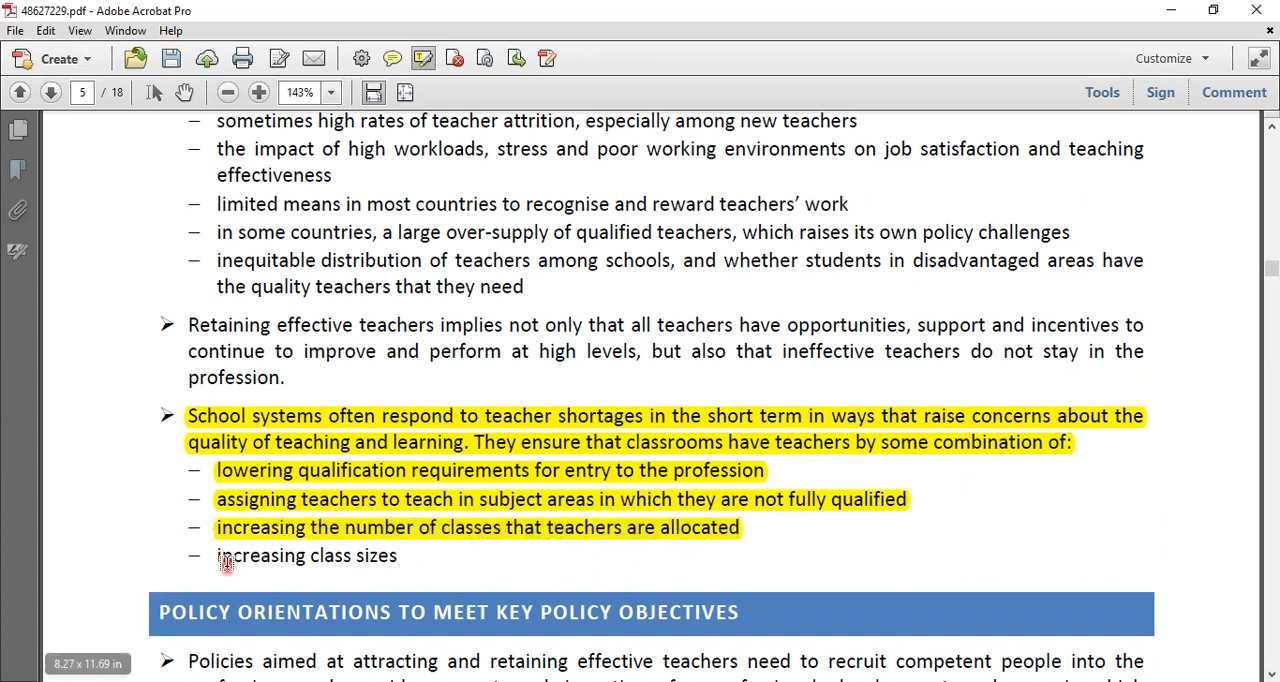 48627229.pdf - Adobe Acrobat Pro
File Edit View Window Help
Create Customize
5 / 18 143% Tools Sign Comment
– sometimes high rates of teacher attrition, especially among new teachers
– the impact of high workloads, stress and poor working environments on job satisfaction and teaching
effectiveness
– limited means in most countries to recognise and reward teachers’ work
– in some countries, a large over-supply of qualified teachers, which raises its own policy challenges
– inequitable distribution of teachers among schools, and whether students in disadvantaged areas have
the quality teachers that they need
➢ Retaining effective teachers implies not only that all teachers have opportunities, support and incentives to
continue to improve and perform at high levels, but also that ineffective teachers do not stay in the
profession.
➢ School systems often respond to teacher shortages in the short term in ways that raise concerns about the
quality of teaching and learning. They ensure that classrooms have teachers by some combination of:
– lowering qualification requirements for entry to the profession
– assigning teachers to teach in subject areas in which they are not fully qualified
– increasing the number of classes that teachers are allocated
– increasing class sizes
POLICY ORIENTATIONS TO MEET KEY POLICY OBJECTIVES
8.27 x 11.69 in
➢ Policies aimed at attracting and retaining effective teachers need to recruit competent people into the